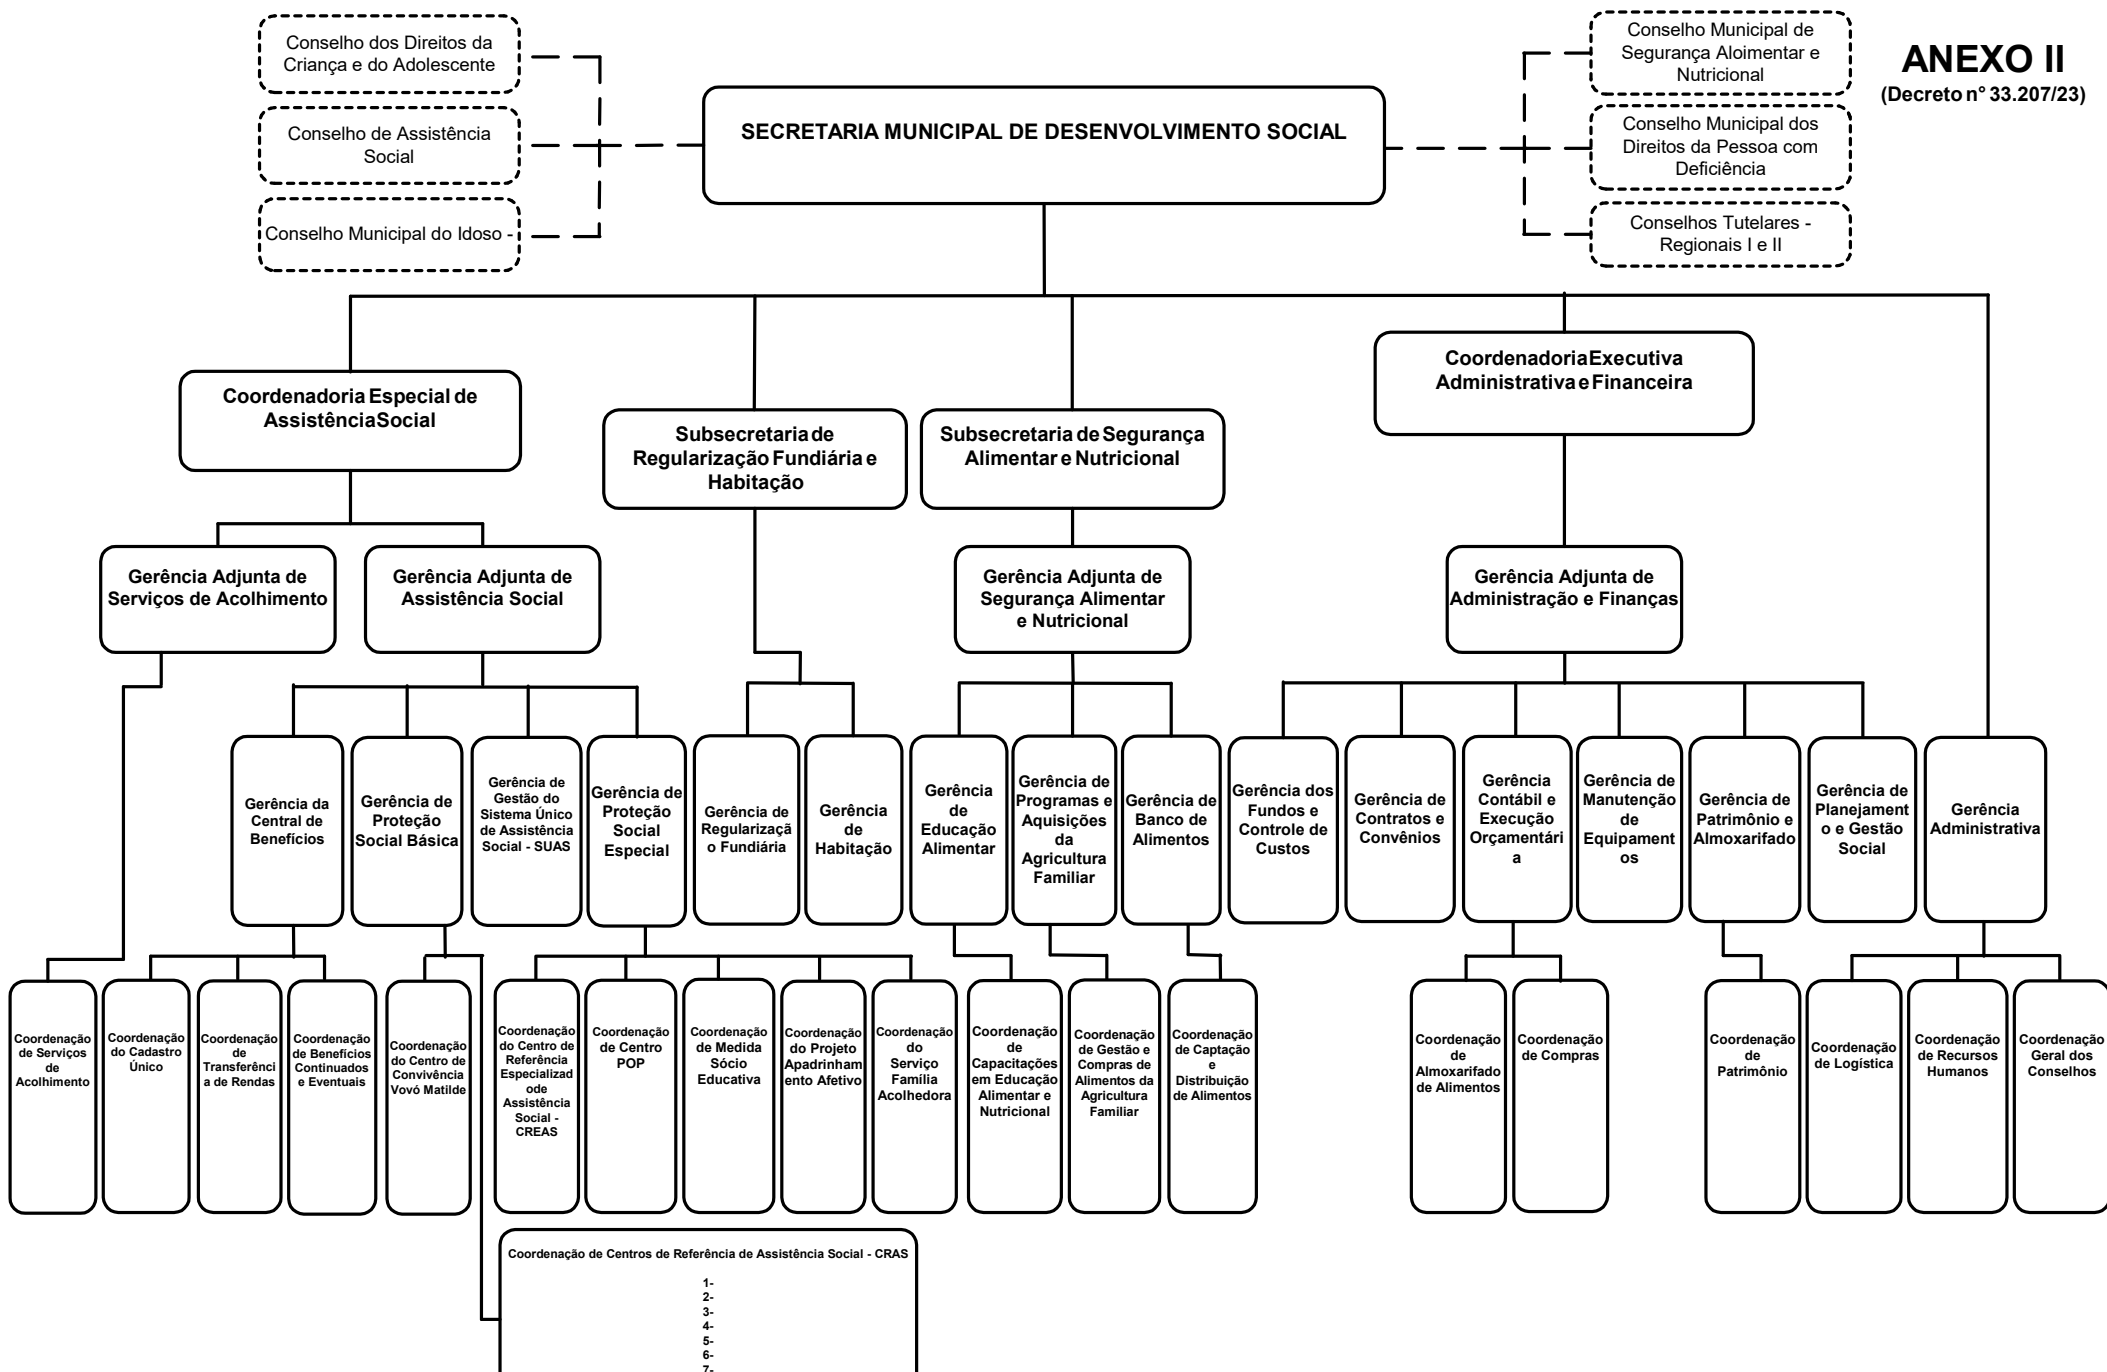 Conselho dos Direitos da
Criança e do Adolescente
Conselho de Assistência
Social
Conselho Municipal do Idoso -
SECRETARIA MUNICIPAL DE DESENVOLVIMENTO SOCIAL
Conselho Municipal de
Segurança Aloimentar e
Nutricional
Conselho Municipal dos
Direitos da Pessoa com
Deficiência
Conselhos Tutelares -
Regionais I e II
ANEXO II
(Decreto n° 33.207/23)
Coordenadoria Especial de
Assistência Social
Subsecretaria de
Regularização Fundiária e
Habitação
Subsecretaria de Segurança
Alimentar e Nutricional
Coordenadoria Executiva
Administrativa e Financeira
Gerência Adjunta de
Serviços de Acolhimento
Gerência Adjunta de
Assistência Social
Gerência Adjunta de
Segurança Alimentar
e Nutricional
Gerência Adjunta de
Administração e Finanças
Gerência da
Central de
Benefícios
Gerência de
Proteção
Social Básica
Gerência de
Gestão do
Sistema Único
de Assistência
Social - SUAS
Gerência de
Proteção
Social
Especial
Gerência de
Regularizaçã
o Fundiária
Gerência
de
Habitação
Gerência
de
Educação
Alimentar
Gerência de
Programas e
Aquisições
da
Agricultura
Familiar
Gerência de
Banco de
Alimentos
Gerência dos
Fundos e
Controle de
Custos
Gerência de
Contratos e
Convênios
Gerência
Contábil e
Execução
Orçamentári
a
Gerência de
Manutenção
de
Equipament
os
Gerência de
Patrimônio e
Almoxarifado
Gerência de
Planejament
o e Gestão
Social
Gerência
Administrativa
Coordenação
de Serviços
de
Acolhimento
Coordenação
do Cadastro
Único
Coordenação
de
Transferênci
a de Rendas
Coordenação
de Benefícios
Continuados
e Eventuais
Coordenação
do Centro de
Convivência
Vovó Matilde
Coordenação
do Centro de
Referência
Especializad
ode
Assistência
Social -
CREAS
Coordenação
de Centro
POP
Coordenação
de Medida
Sócio
Educativa
Coordenação
do Projeto
Apadrinham
ento Afetivo
Coordenação
do
Serviço
Família
Acolhedora
Coordenação
de
Capacitações
em Educação
Alimentar e
Nutricional
Coordenação
de Gestão e
Compras de
Alimentos da
Agricultura
Familiar
Coordenação
de Captação
e
Distribuição
de Alimentos
Coordenação
de
Almoxarifado
de Alimentos
Coordenação
de Compras
Coordenação
de
Patrimônio
Coordenação
de Logística
Coordenação
de Recursos
Humanos
Coordenação
Geral dos
Conselhos
Coordenação de Centros de Referência de Assistência Social - CRAS
1-
2-
3-
4-
5-
6-
7-